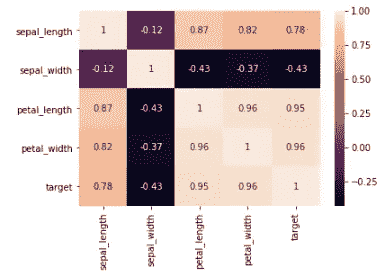 sepal_length 1 -0.12 0.87 0.82 0.78
sepal_width -0.12 1 -0.43 -0.37 -0.43
petal_length 0.87 -0.43 1 0.96 0.95
petal_width 0.82 -0.37 0.96 1 0.96
target 0.78 -0.43 0.95 0.96 1
sepal_length
sepal_width
petal_length
petal_width
target
1.00
0.75
0.50
0.25
0.00
-0.25